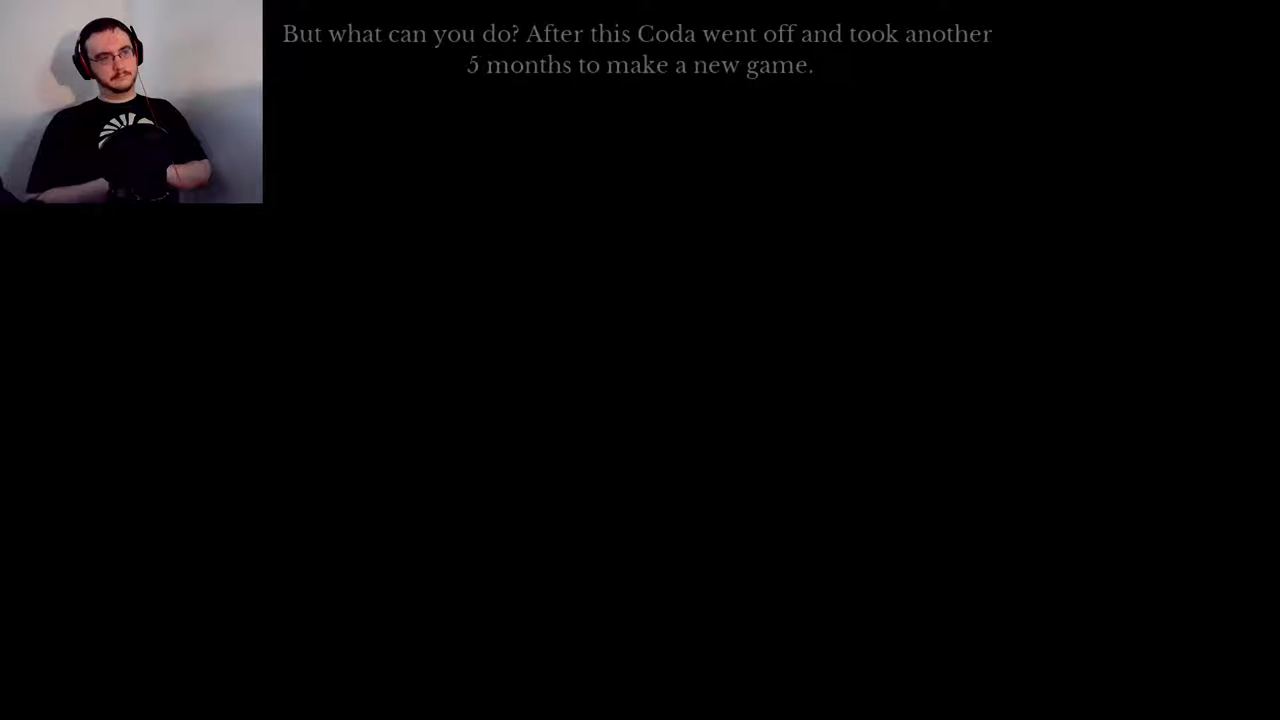 But what can you do? After this Coda went off and took another
5 months to make a new game.